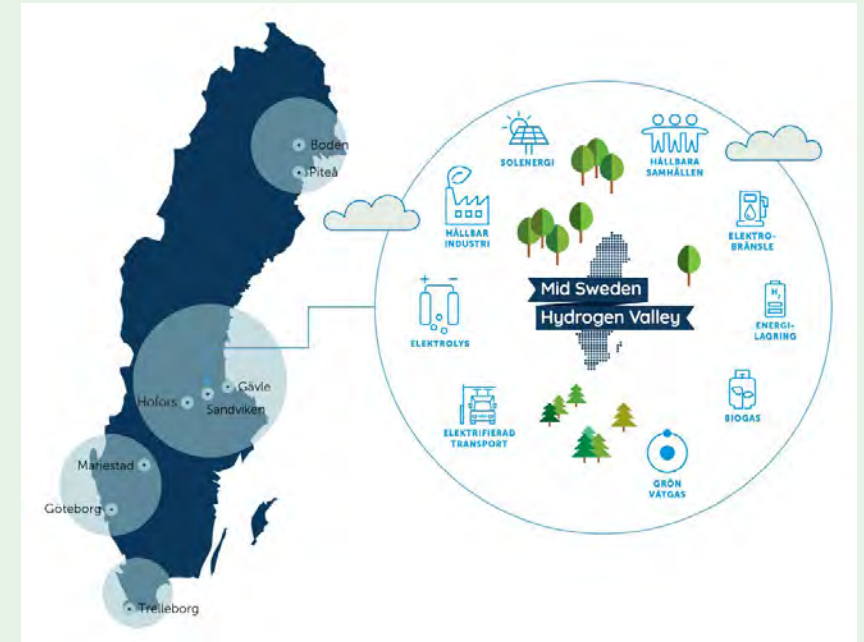 Boden
Piteå
Hofors
Gävle
Sandviken
Mariestad
Göteborg
Trelleborg
SOLENERGI
HÅLLBARA
SAMHÄLLEN
HÅLLBAR
INDUSTRI
ELEKTRO-
BRÄNSLE
Mid Sweden
Hydrogen Valley
ELEKTROLYS
H2
ENERGI-
LAGRING
ELEKTRIFIERAD
TRANSPORT
BIOGAS
GRÖN
VÄTGAS